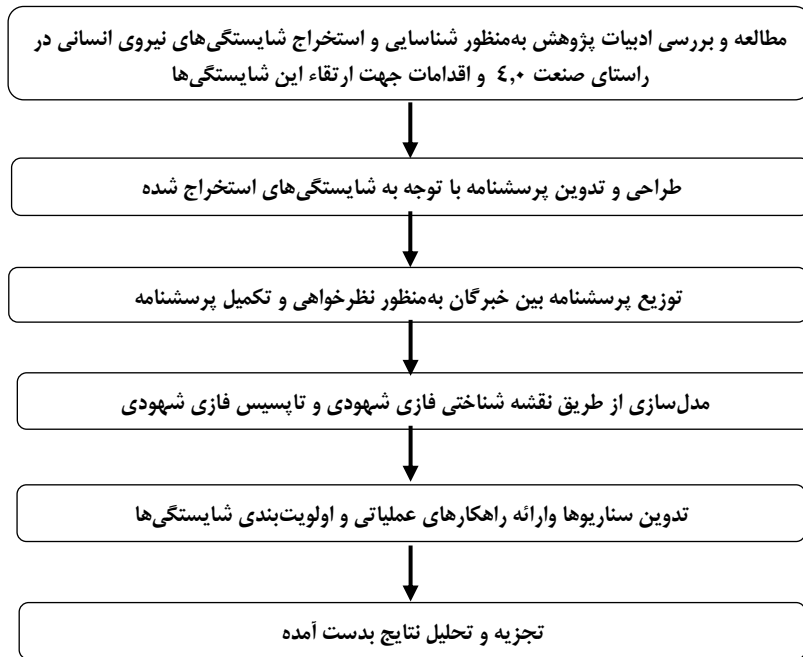 مطالعه و بررسی ادبیات پژوهش به‌منظور شناسایی و استخراج شایستگی‌های نیروی انسانی در
راستای صنعت ٤,٠ و اقدامات جهت ارتقاء این شایستگی‌ها
طراحی و تدوین پرسشنامه با توجه به شایستگی‌های استخراج شده
توزیع پرسشنامه بین خبرگان به‌منظور نظرخواهی و تکمیل پرسشنامه
مدل‌سازی از طریق نقشه شناختی فازی شهودی و تاپسیس فازی شهودی
تدوین سناریوها وارائه راهکارهای عملیاتی و اولویت‌بندی شایستگی‌ها
تجزیه و تحلیل نتایج بدست آمده